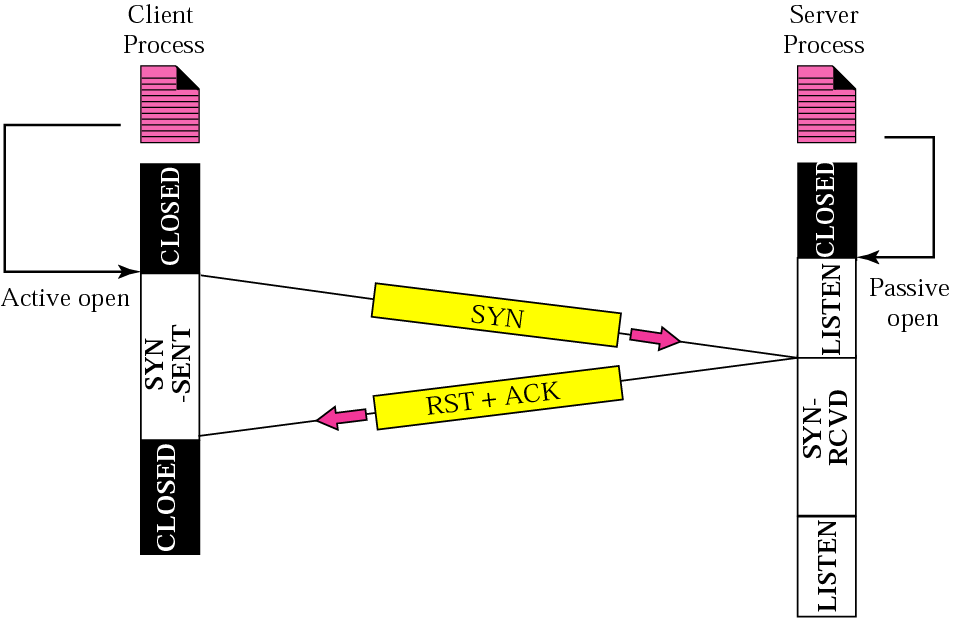 Client
Process
Server
Process
CLOSED
CLOSED
Active open
Passive
open
LISTEN
SYN
SYN
-SENT
RST + ACK
SYN-
RCVD
CLOSED
LISTEN